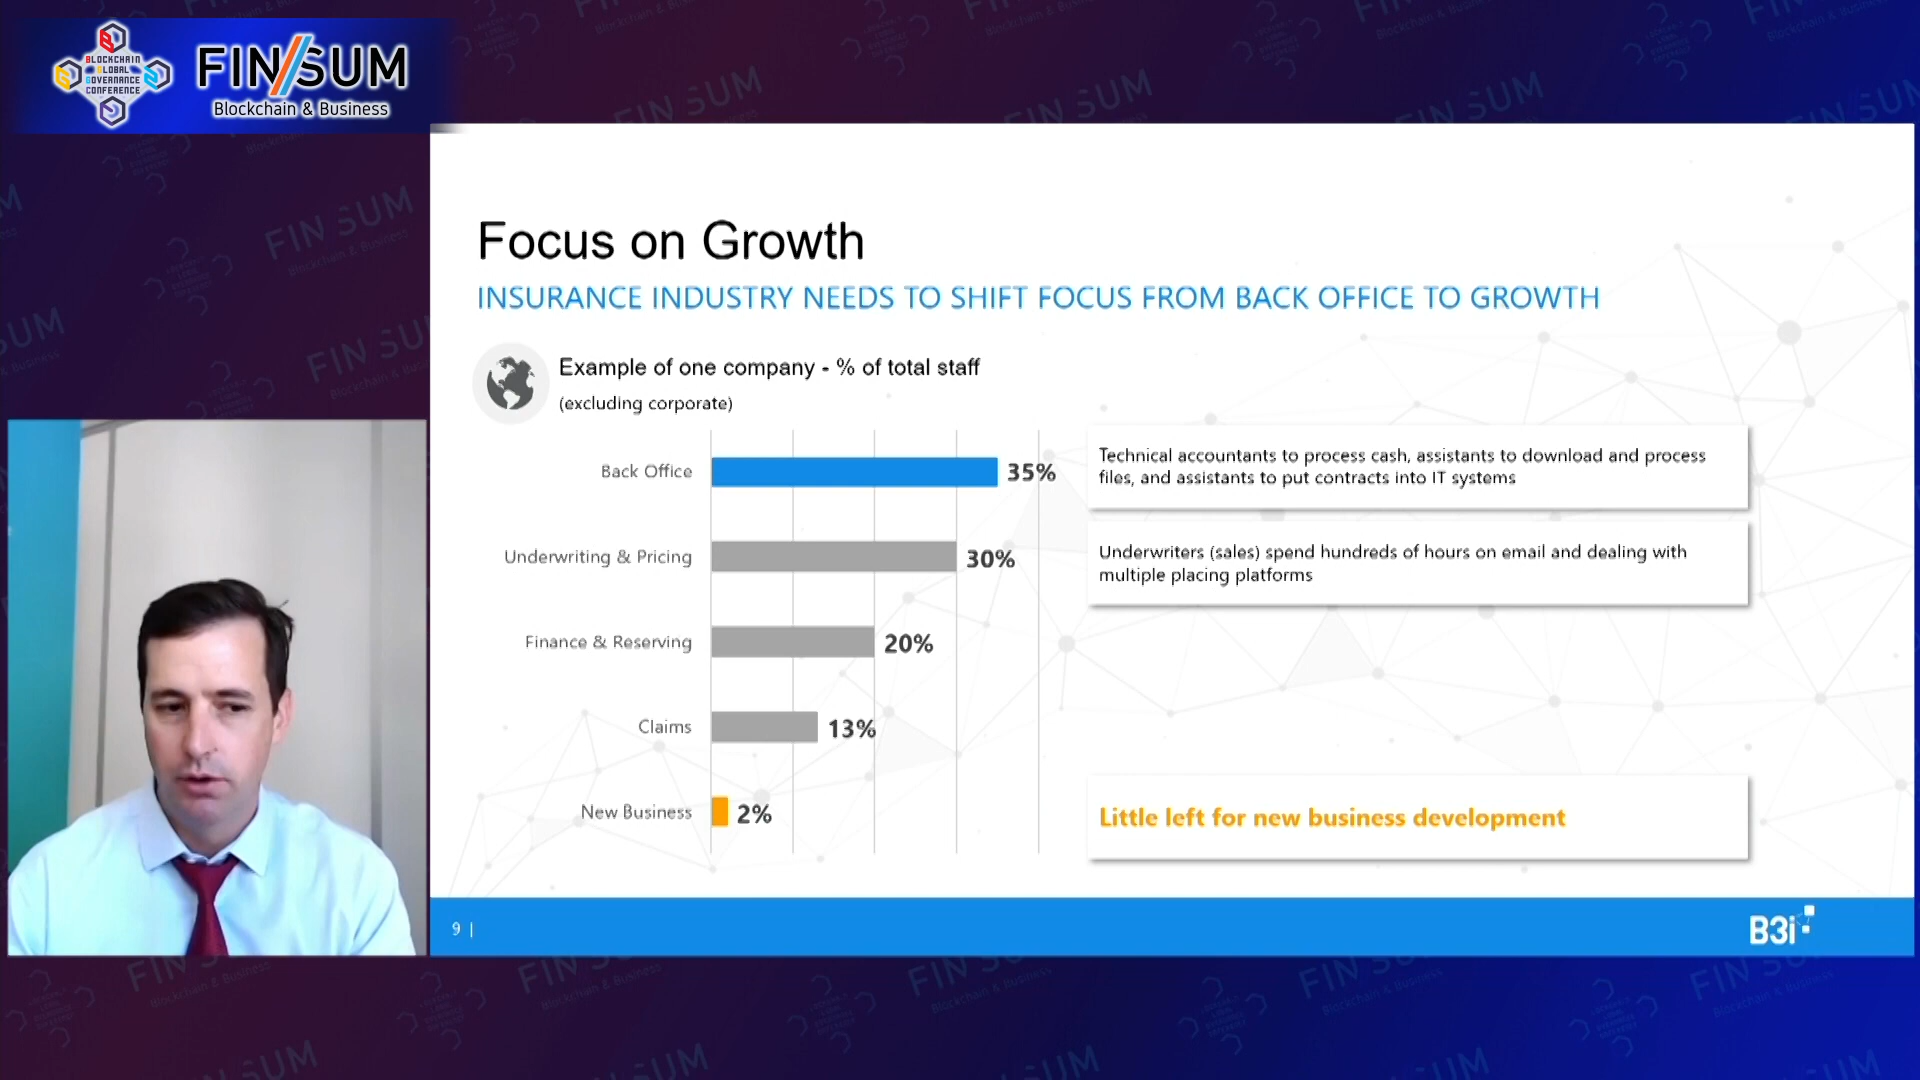 BLOCKCHAIN
GLOBAL
GOVERNANCE
CONFERENCE
FIN/SUM
Blockchain & Business
Focus on Growth
INSURANCE INDUSTRY NEEDS TO SHIFT FOCUS FROM BACK OFFICE TO GROWTH
Example of one company - % of total staff
(excluding corporate)
Back Office 35%
Technical accountants to process cash, assistants to download and process
files, and assistants to put contracts into IT systems
Underwriting & Pricing 30%
Underwriters (sales) spend hundreds of hours on email and dealing with
multiple placing platforms
Finance & Reserving 20%
Claims 13%
New Business 2%
Little left for new business development
9 |
B3i